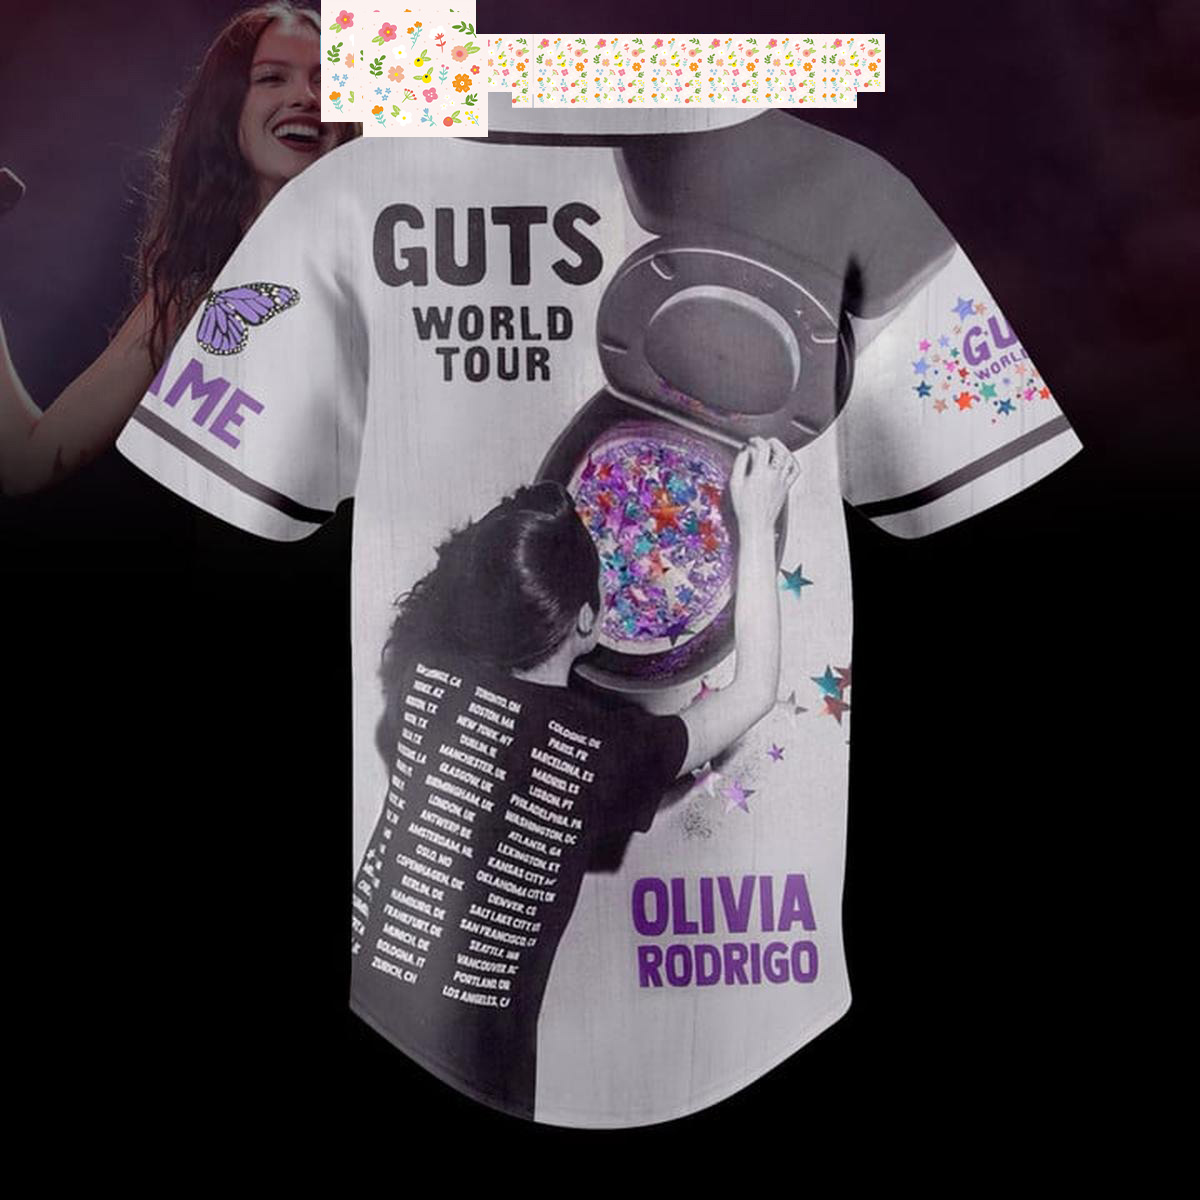 GUTS
WORLD
TOUR
AME
GU
WORL
TORONTO, ON
BOSTON, MA
NEW YORK, NY
DUBLIN, IE
MANCHESTER, UK
GLASGOW, UK
BIRMINGHAM, UK
LONDON, UK
ANTWERP, BE
AMSTERDAM, NL
OSLO, NO
COPENHAGEN, DK
BERLIN, DE
HAMBURG, DE
FRANKFURT, DE
MUNICH, DE
BOLOGNA, IT
ZURICH, CH
COLOGNE, DE
PARIS, FR
BARCELONA, ES
MADRID, ES
LISBON, PT
PHILADELPHIA, PA
WASHINGTON, DC
ATLANTA, GA
LEXINGTON, KY
KANSAS CITY,
OKLAHOMA CITY, OK
DENVER, CO
SALT LAKE CITY,
SAN FRANCISCO, CA
SEATTLE, WA
VANCOUVER, BC
PORTLAND, OR
LOS ANGELES, CA
OLIVIA
RODRIGO